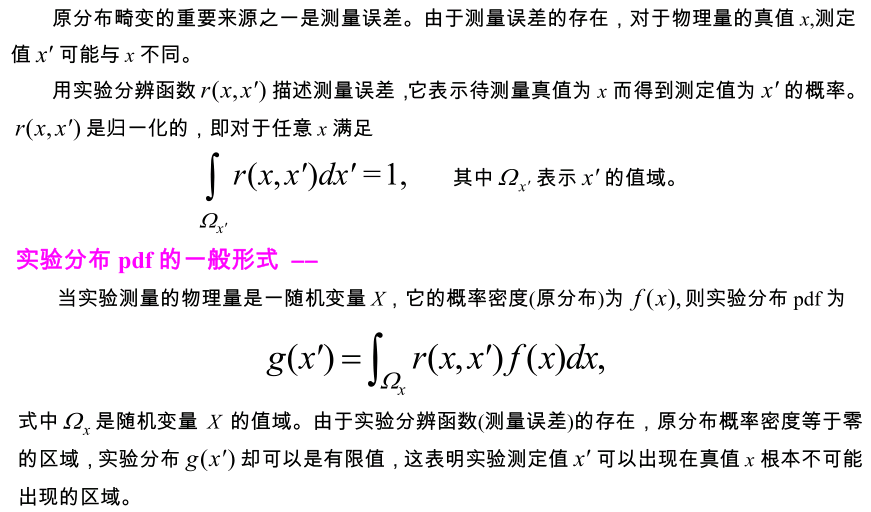 原分布畸变的重要来源之一是测量误差。由于测量误差的存在，对于物理量的真值 x,测定
值 x′ 可能与 x 不同。
用实验分辨函数 r(x,x′) 描述测量误差 ,它表示待测量真值为 x 而得到测定值为 x′ 的概率。
r(x,x′) 是归一化的，即对于任意 x 满足
∫_{Ω_{x′}} r(x,x′)dx′ = 1, 其中 Ω_{x′} 表示 x′ 的值域。
实验分布 pdf 的一般形式 —
当实验测量的物理量是一随机变量 X，它的概率密度(原分布)为 f(x), 则实验分布 pdf 为
g(x′) = ∫_{Ω_x} r(x,x′)f(x)dx,
式中 Ω_x 是随机变量 X 的值域。由于实验分辨函数(测量误差)的存在，原分布概率密度等于零
的区域，实验分布 g(x′) 却可以是有限值，这表明实验测定值 x′ 可以出现在真值 x 根本不可能
出现的区域。